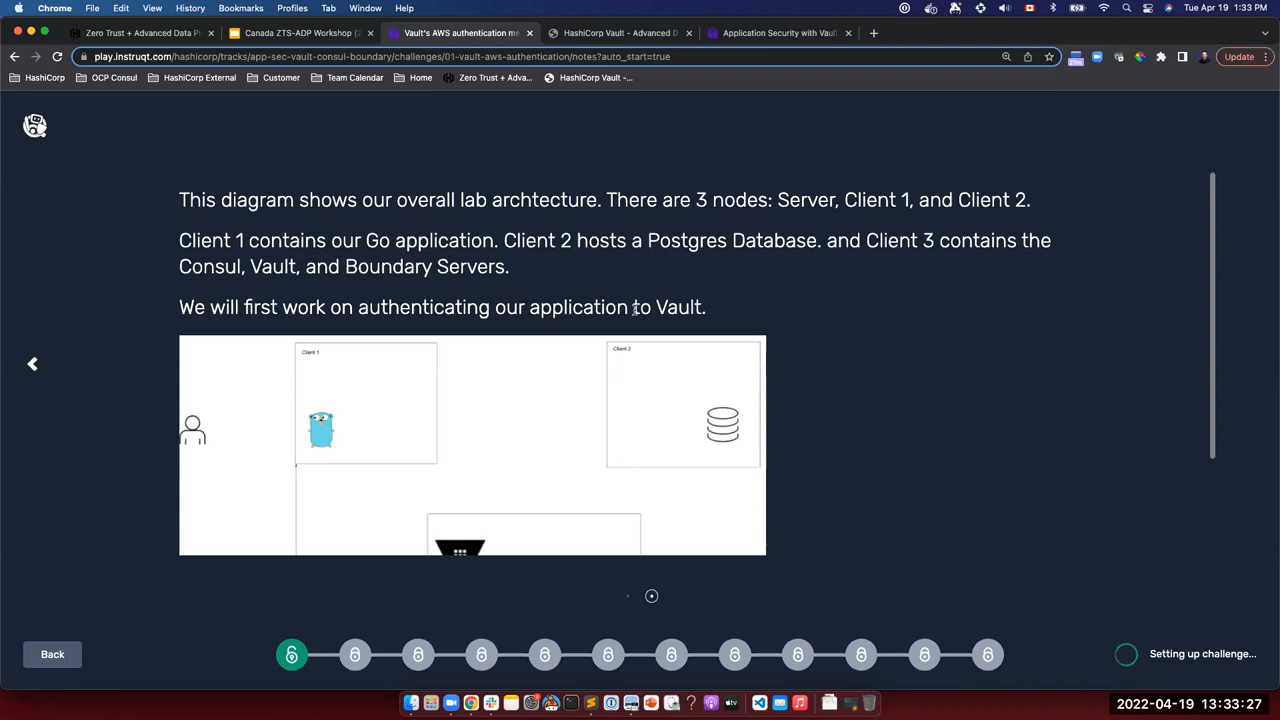 Chrome File Edit View History Bookmarks Profiles Tab Window Help Tue Apr 19 1:33 PM
Zero Trust + Advanced Data Pr Canada ZTS-ADP Workshop (2 Vault's AWS authentication me HashiCorp Vault - Advanced D Application Security with Vault
play.instruqt.com/hashicorp/tracks/app-sec-vault-consul-boundary/challenges/01-vault-aws-authentication/notes?auto_start=true Update
HashiCorp OCP Consul HashiCorp External Customer Team Calendar Home Zero Trust + Adva... HashiCorp Vault -...
This diagram shows our overall lab archtecture. There are 3 nodes: Server, Client 1, and Client 2.
Client 1 contains our Go application. Client 2 hosts a Postgres Database. and Client 3 contains the
Consul, Vault, and Boundary Servers.
We will first work on authenticating our application to Vault.
Client 1
Client 2
Back
Setting up challenge...
2022-04-19 13:33:27